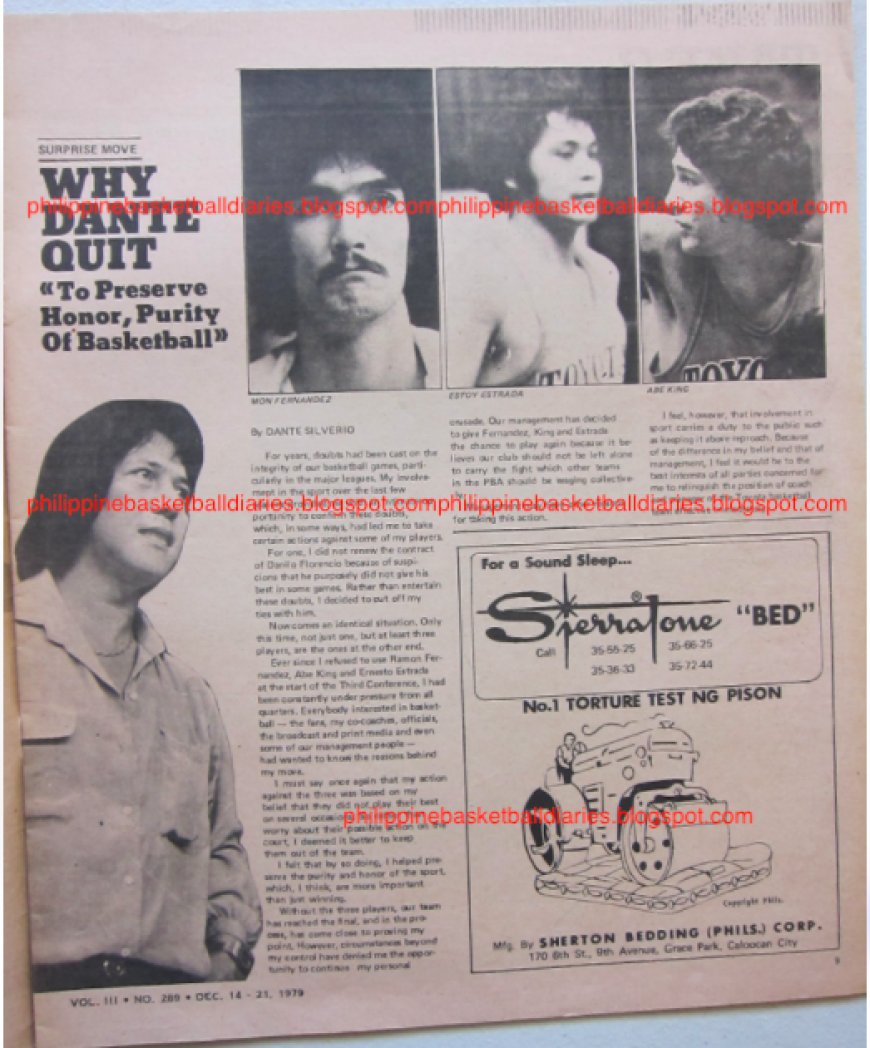 SURPRISE MOVE
WHY
DANTE
QUIT
«To Preserve
Honor, Purity
Of Basketball»
philippinebasketballdiaries.blogspot.comphilippinebasketballdiaries.blogspot.com
MON FERNANDEZ
ESTOY ESTRADA
ABE KING
TOYO
By DANTE SILVERIO
For years, doubts had been cast on the
integrity of our basketball games, parti-
cularly in the major leagues. My involve-
ment in the sport over the last few
philippinebasketballdiaries.blogspot.comphilippinebasketballdiaries.blogspot.com
portunity to confirm these doubts,
which, in some ways, had led me to take
certain actions against some of my players.
For one, I did not renew the contract
of Danilo Florencio because of suspi-
cions that he purposely did not give his
best in some games. Rather than entertain
these doubts, I decided to cut off my
ties with him.
Now comes an identical situation. Only
this time, not just one, but at least three
players, are the ones at the other end.
Ever since I refused to use Ramon Fer-
nandez, Abe King and Ernesto Estrada
at the start of the Third Conference, I had
been constantly under pressure from all
quarters. Everybody interested in basket-
ball — the fans, my co-coaches, officials,
the broadcast and print media and even
some of our management people —
had wanted to know the reasons behind
my move.
I must say once again that my action
against the three was based on my
belief that they did not play their best
on several
philippinebasketballdiaries.blogspot.com
worry about their possible action on the
court, I deemed it better to keep
them out of the team.
I felt that by so doing, I helped pre-
serve the purity and honor of the sport,
which, I think, are more important
than just winning.
Without the three players, our team
has reached the final, and in the pro-
cess, has come close to proving my
point. However, circumstances beyond
my control have denied me the oppor-
tunity to continue my personal
crusade. Our management has decided
to give Fernandez, King and Estrada
the chance to play again because it be-
lieves our club should not be left alone
to carry the fight which other teams
in the PBA should be waging collective
for taking this action.
I feel, however, that involvement in
sport carries a duty to the public such
as keeping it above reproach. Because
of the difference in my belief and that of
management, I feel it would be to the
best interests of all parties concerned for
me to relinquish the position of coach
For a Sound Sleep...
Sierratone ® "BED"
Call 35-55-25 35-66-25
35-36-33 35-72-44
No.1 TORTURE TEST NG PISON
Copyright Phils.
Mfg. By SHERTON BEDDING (PHILS.) CORP.
170 6th St., 9th Avenue, Grace Park, Caloocan City
9
VOL. III • NO. 289 • DEC. 14 - 21, 1979